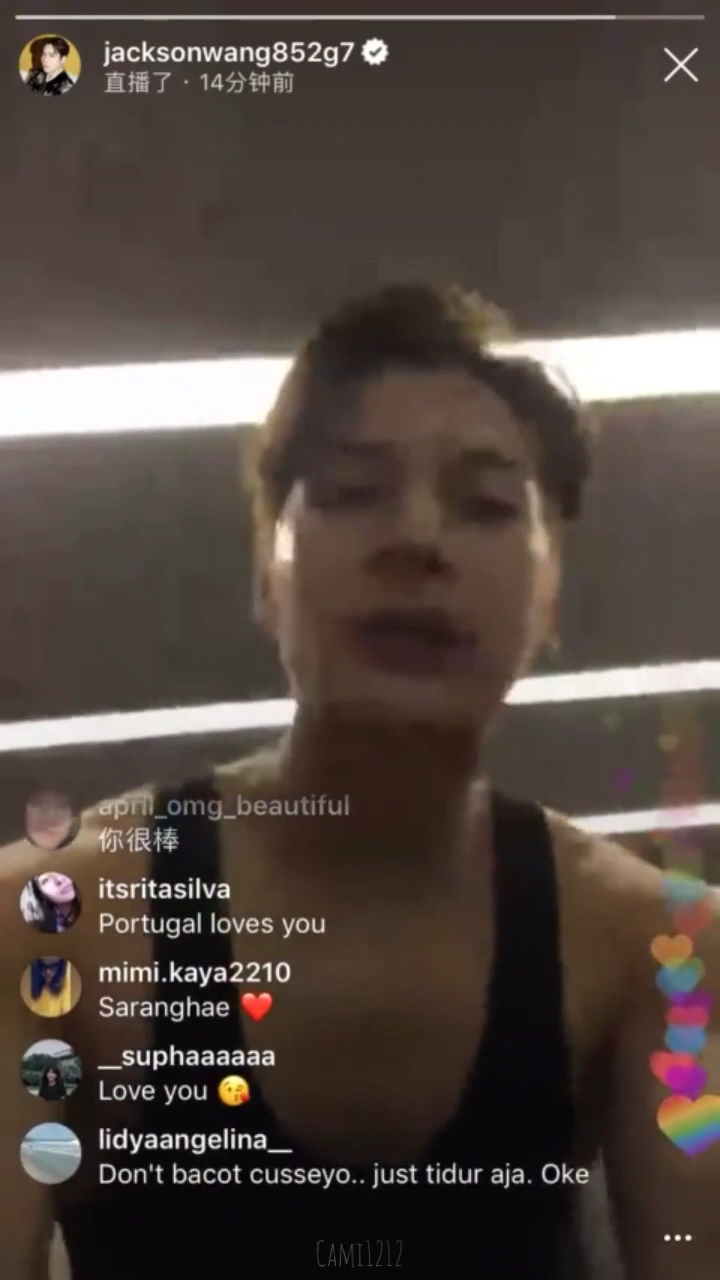 jacksonwang852g7
直播了 · 14分钟前
april_omg_beautiful
你很棒
itsritasilva
Portugal loves you
mimi.kaya2210
Saranghae ❤️
__suphaaaaaa
Love you 😘
lidyaangelina__
Don't bacot cusseyo.. just tidur aja. Oke
CAMI1212